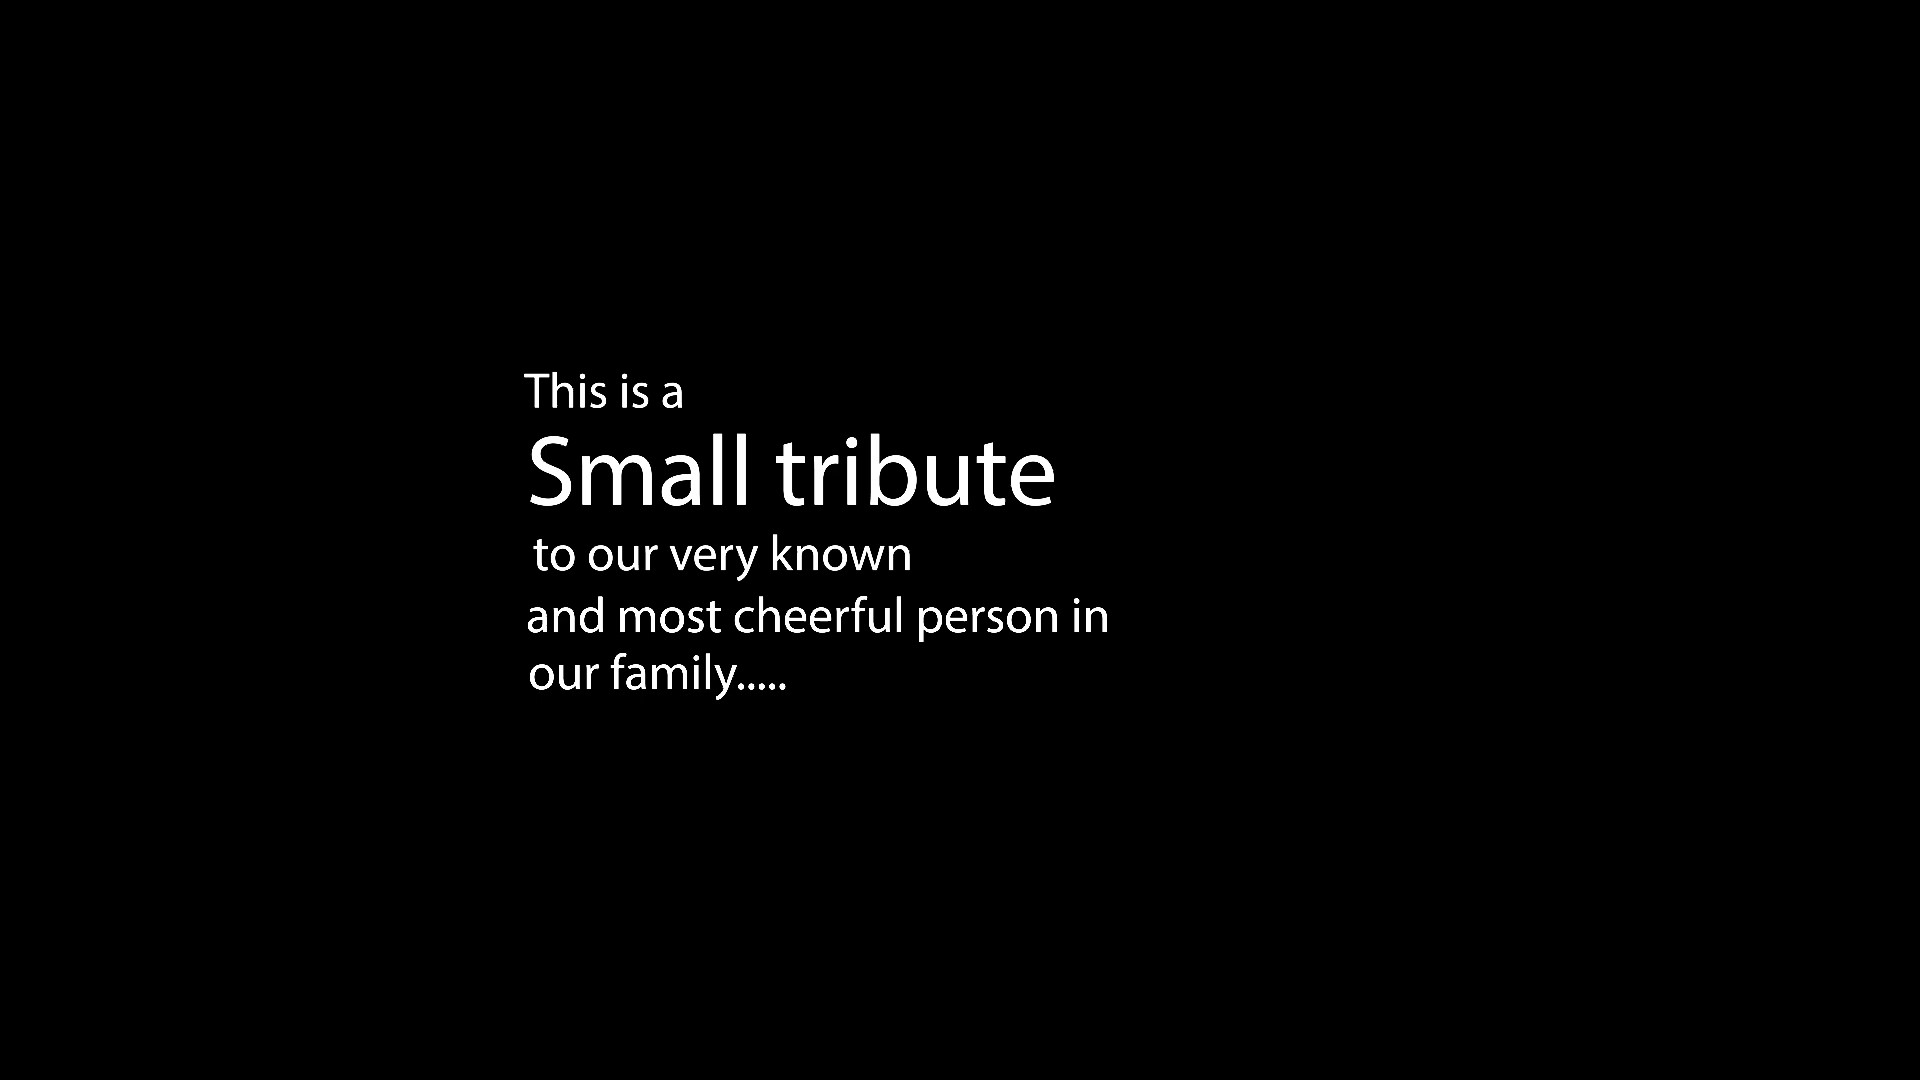 This is a
Small tribute
to our very known
and most cheerful person in
our family.....